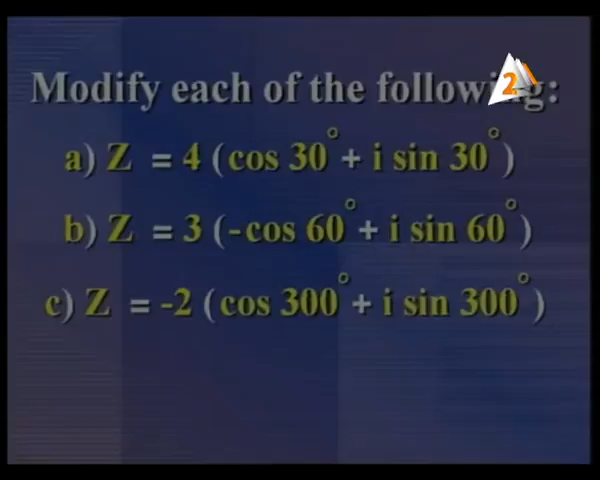 Modify each of the following:
a) Z = 4 (cos 30° + i sin 30°)
b) Z = 3 (-cos 60° + i sin 60°)
c) Z = -2 (cos 300° + i sin 300°)
2